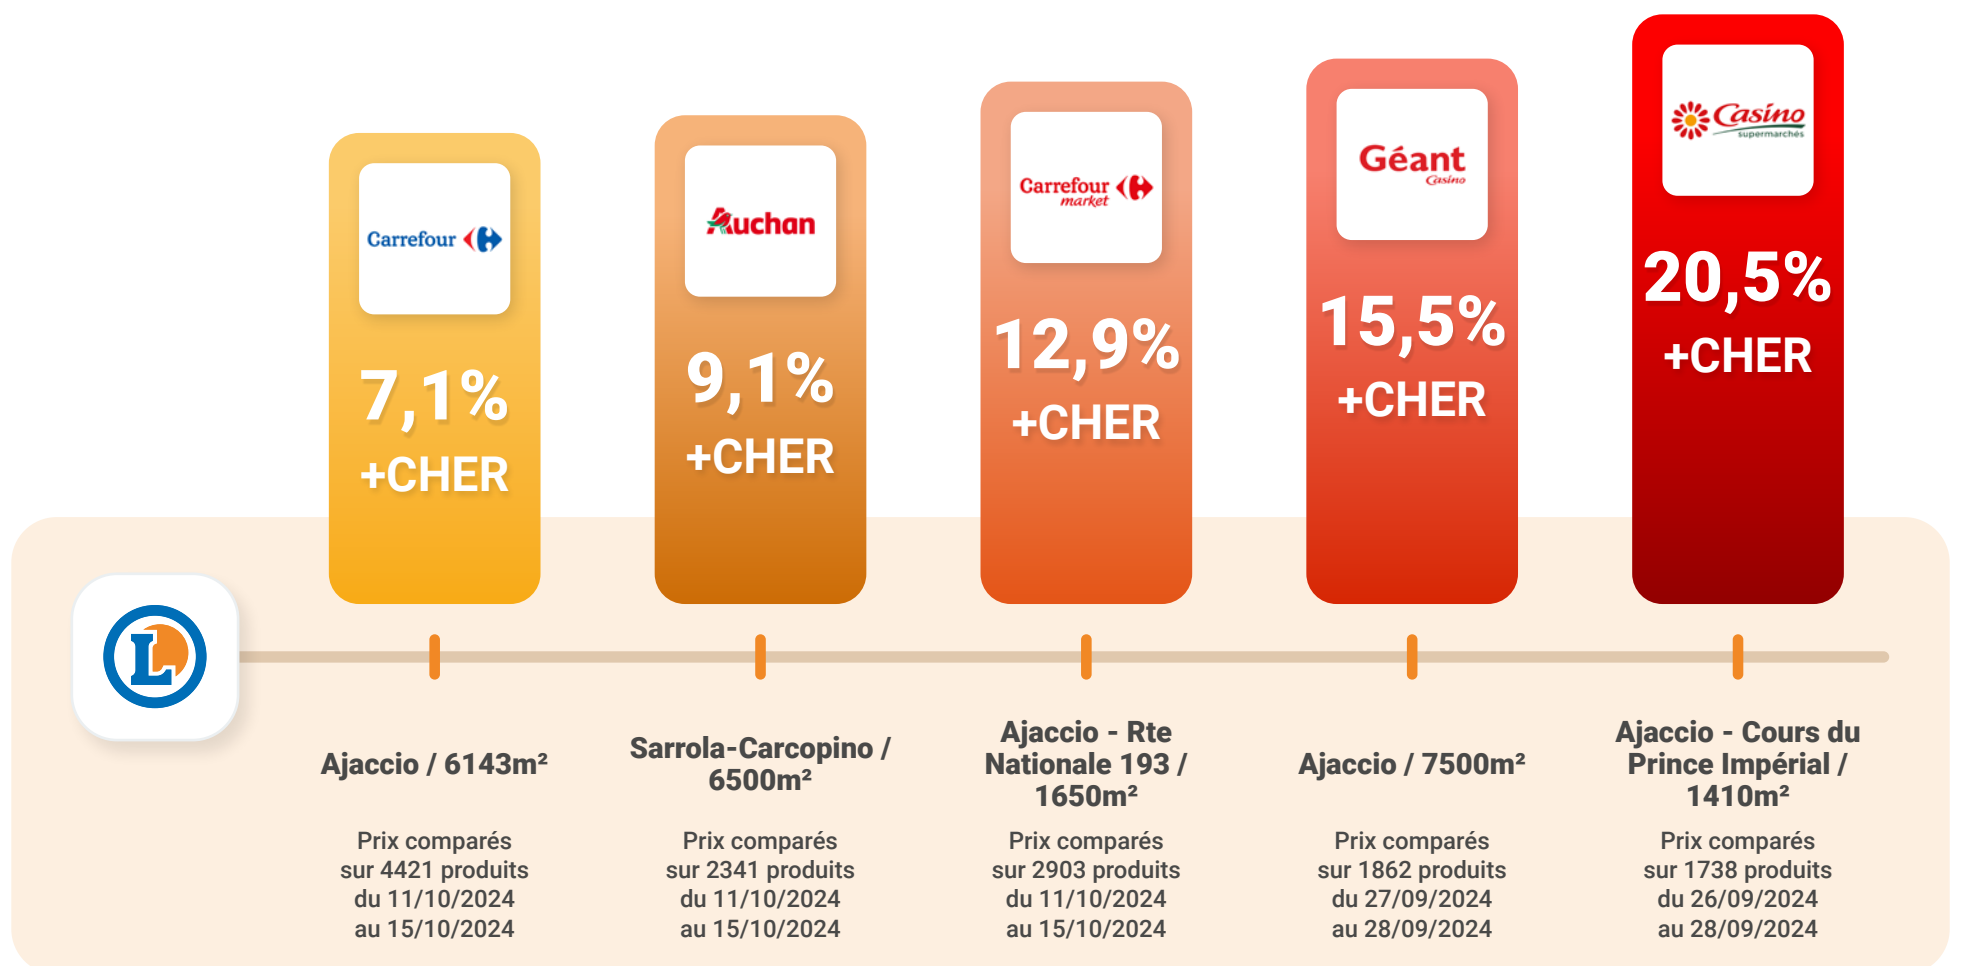 Carrefour
7,1%
+CHER
Auchan
9,1%
+CHER
Carrefour
market
12,9%
+CHER
Géant
Casino
15,5%
+CHER
Casino
supermarchés
20,5%
+CHER
L
Ajaccio / 6143m²
Prix comparés
sur 4421 produits
du 11/10/2024
au 15/10/2024
Sarrola-Carcopino /
6500m²
Prix comparés
sur 2341 produits
du 11/10/2024
au 15/10/2024
Ajaccio - Rte
Nationale 193 /
1650m²
Prix comparés
sur 2903 produits
du 11/10/2024
au 15/10/2024
Ajaccio / 7500m²
Prix comparés
sur 1862 produits
du 27/09/2024
au 28/09/2024
Ajaccio - Cours du
Prince Impérial /
1410m²
Prix comparés
sur 1738 produits
du 26/09/2024
au 28/09/2024